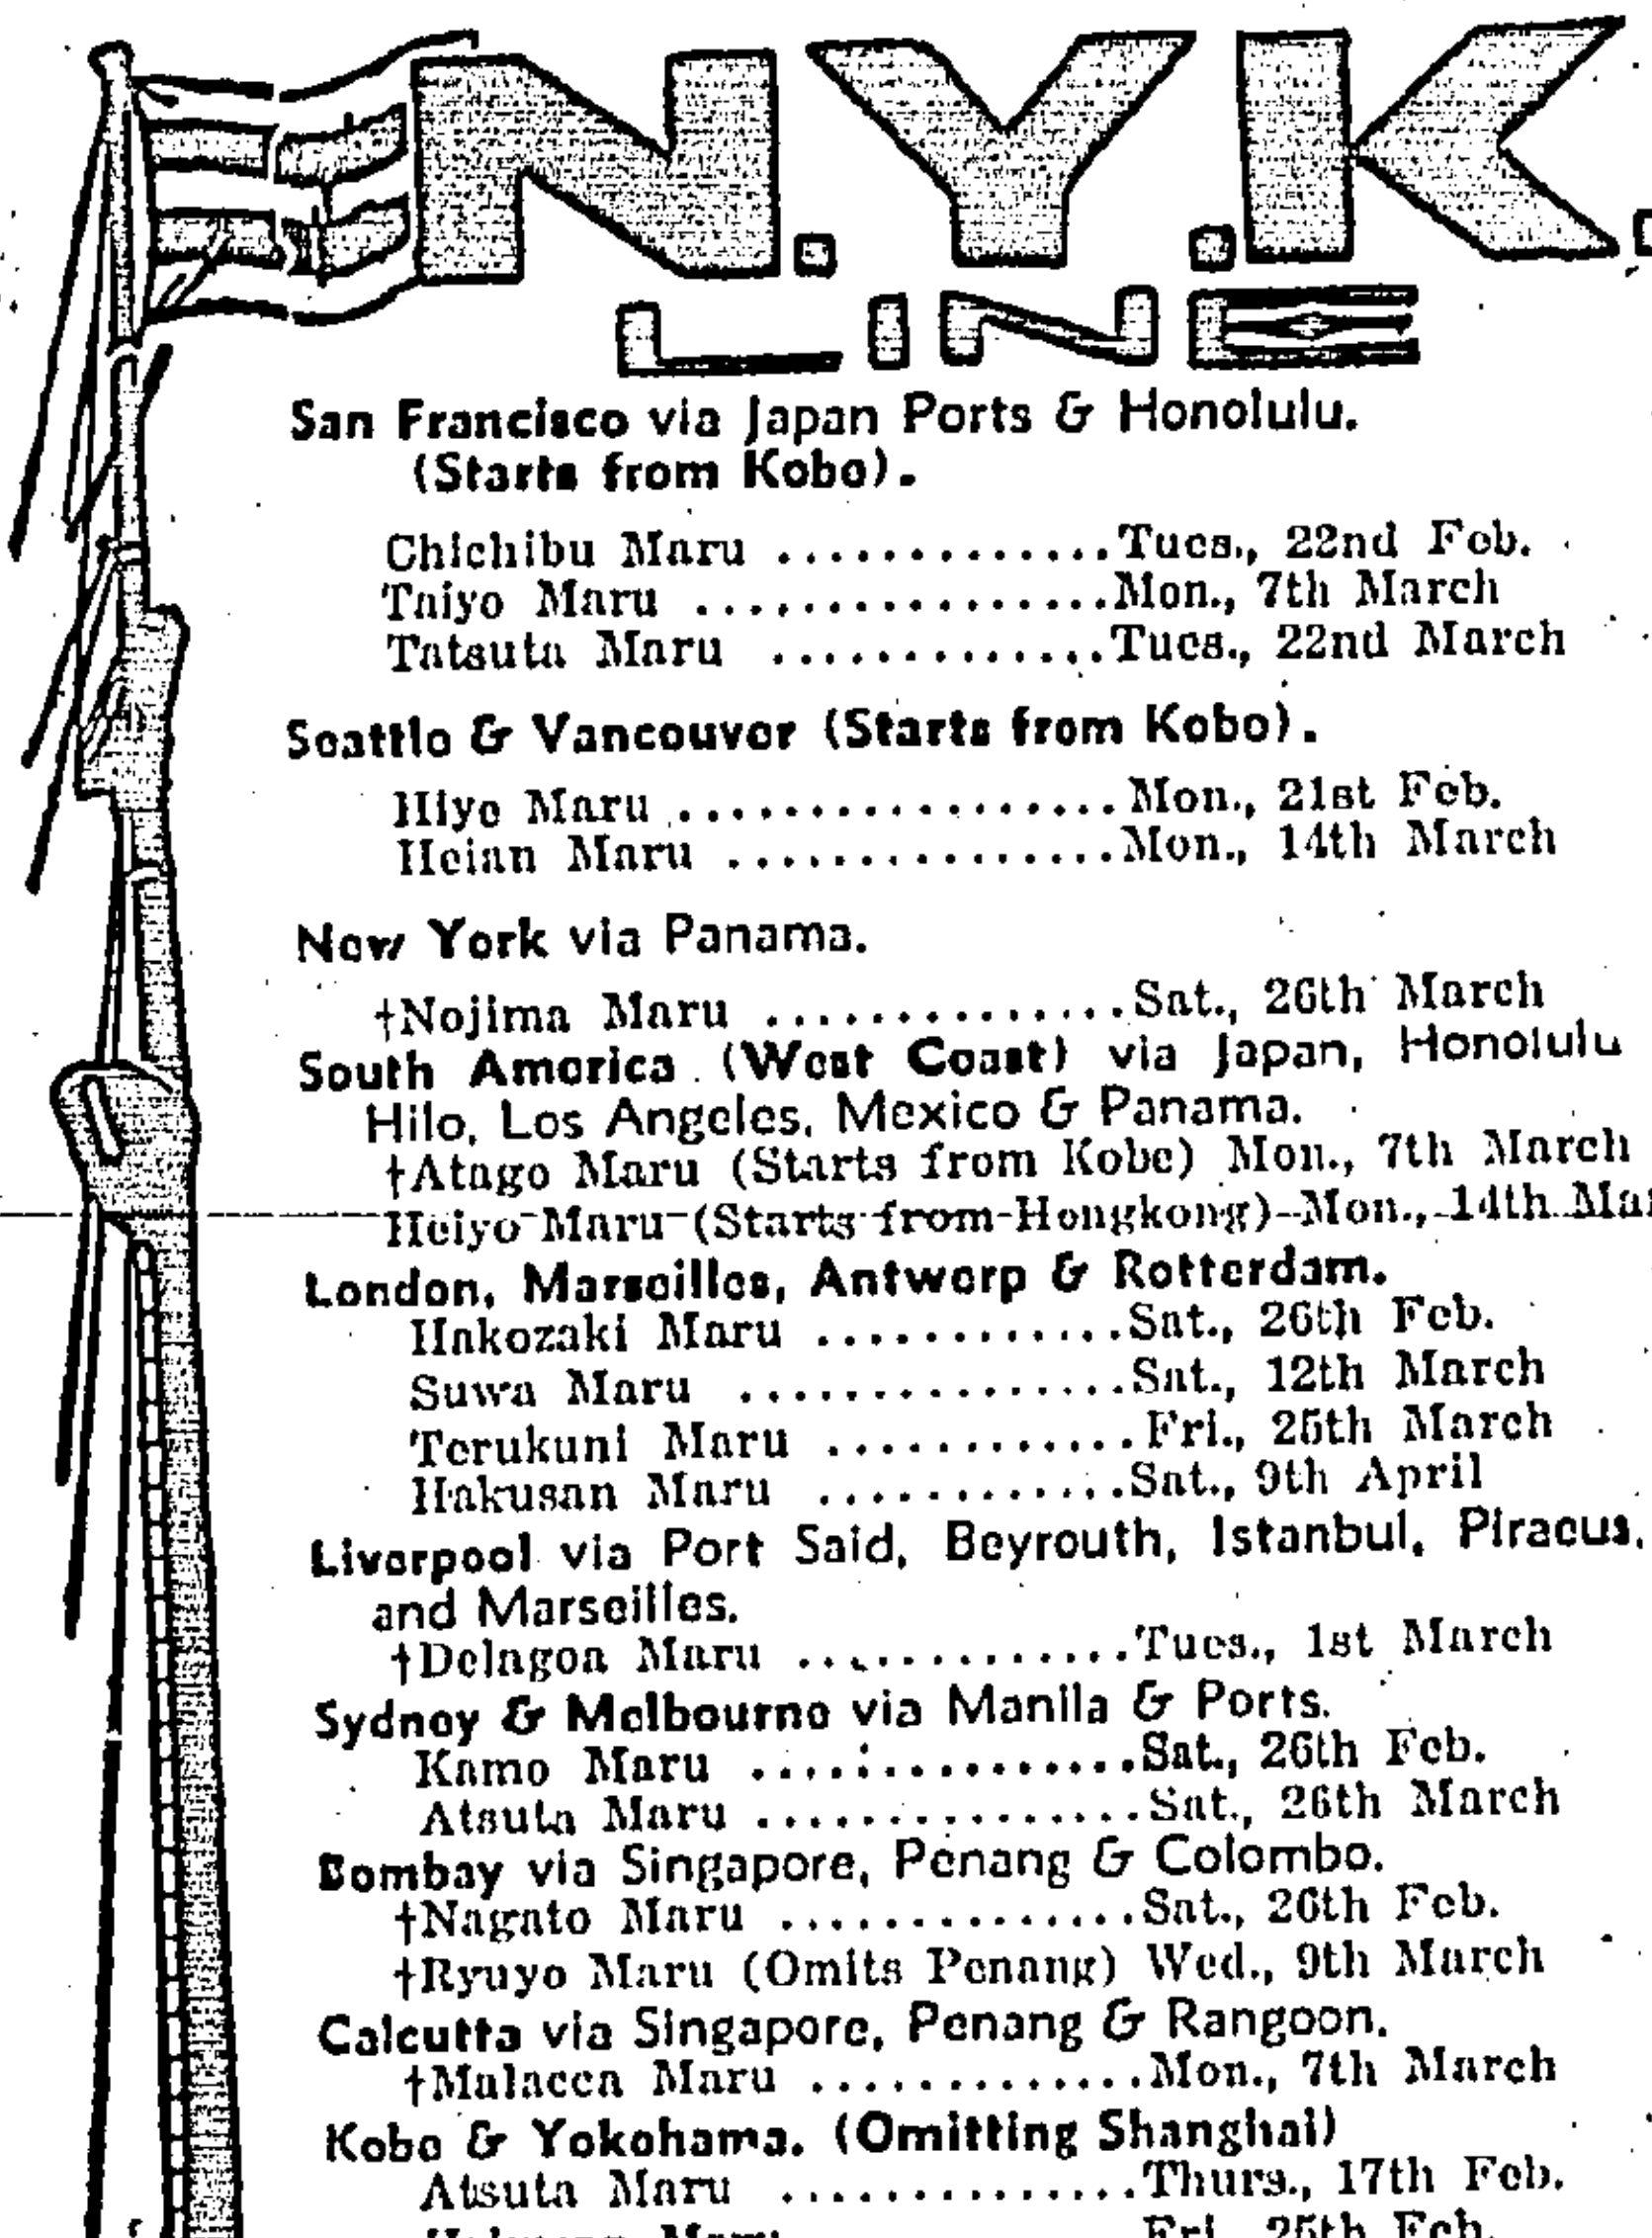 N.Y.K.
LINE
San Francisco via Japan Ports & Honolulu.
(Starts from Kobe).
Chichibu Maru .............Tues., 22nd Feb.
Taiyo Maru ................Mon., 7th March
Tatsuta Maru .............Tues., 22nd March
Seattle & Vancouver (Starts from Kobe).
Hiye Maru .................Mon., 21st Feb.
Heian Maru ...............Mon., 14th March
New York via Panama.
†Nojima Maru ..............Sat., 26th March
South America (West Coast) via Japan, Honolulu
Hilo, Los Angeles, Mexico & Panama.
†Atago Maru (Starts from Kobe) Mon., 7th March
Heiyo Maru (Starts from Hongkong) Mon., 14th Mar
London, Marseilles, Antwerp & Rotterdam.
Hakozaki Maru ............Sat., 26th Feb.
Suwa Maru ...............Sat., 12th March
Terukuni Maru ............Fri., 25th March
Hakusan Maru ............Sat., 9th April
Liverpool via Port Said, Beyrouth, Istanbul, Piraeus,
and Marseilles.
†Delagoa Maru .............Tues., 1st March
Sydney & Melbourne via Manila & Ports.
Kamo Maru ...............Sat., 26th Feb.
Atsuta Maru ...............Sat., 26th March
Bombay via Singapore, Penang & Colombo.
†Nagato Maru ..............Sat., 26th Feb.
†Ryuyo Maru (Omits Penang) Wed., 9th March
Calcutta via Singapore, Penang & Rangoon.
†Malacca Maru .............Mon., 7th March
Kobe & Yokohama. (Omitting Shanghai)
Atsuta Maru ..............Thurs., 17th Feb.
Maru Fri., 25th Feb.